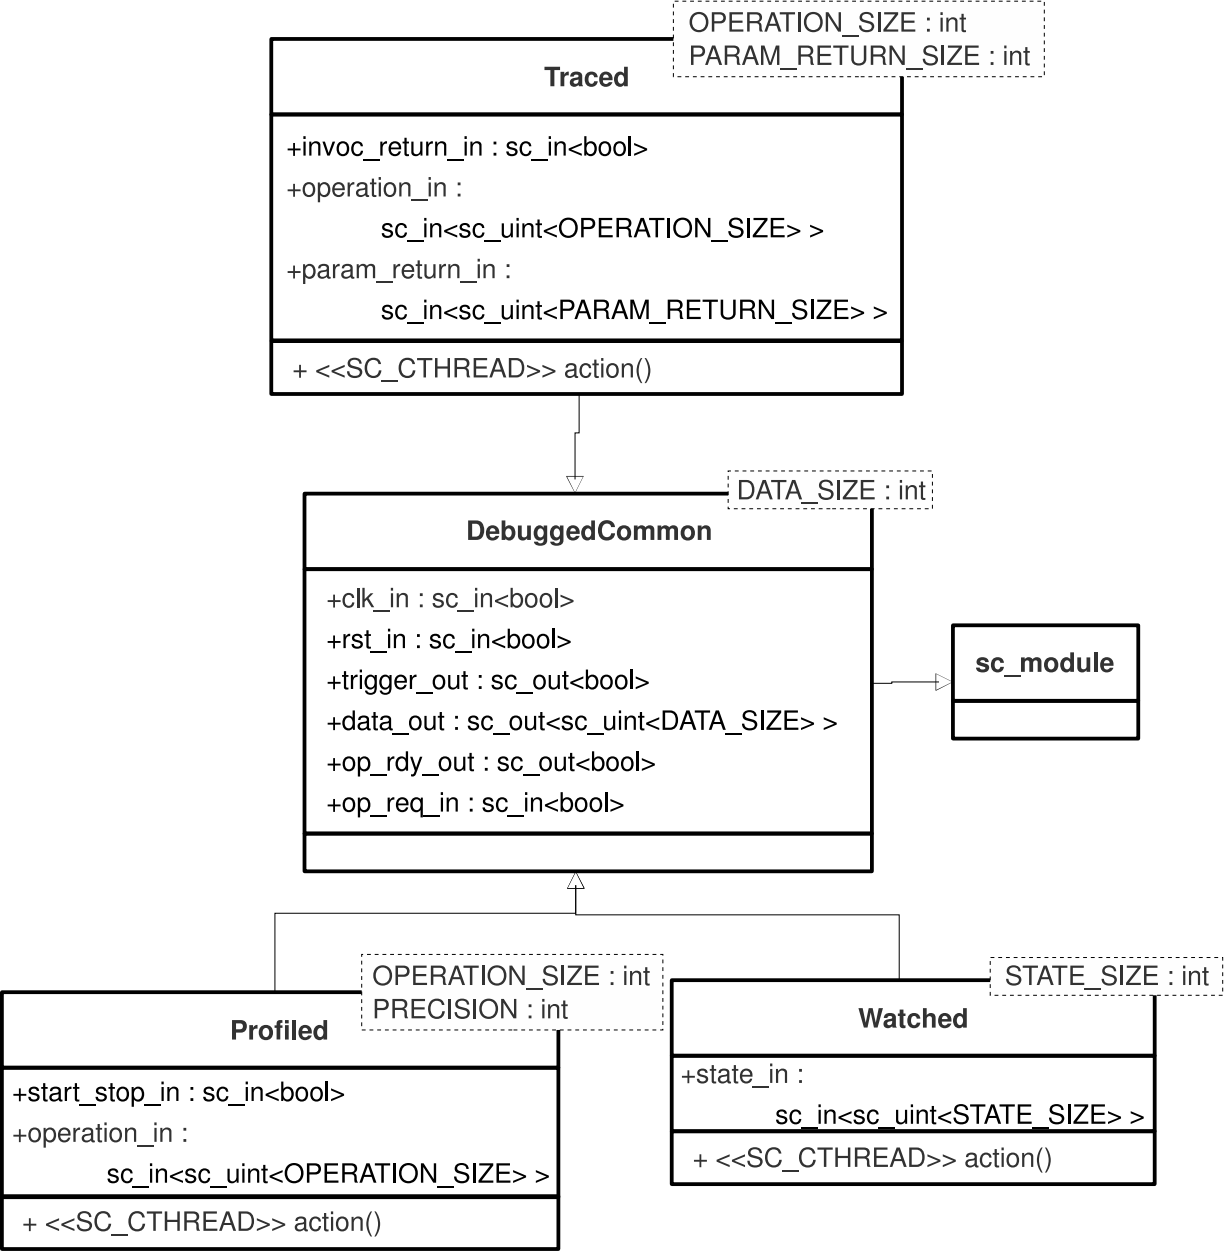 OPERATION_SIZE : int
PARAM_RETURN_SIZE : int
Traced
+invoc_return_in : sc_in<bool>
+operation_in :
sc_in<sc_uint<OPERATION_SIZE> >
+param_return_in :
sc_in<sc_uint<PARAM_RETURN_SIZE> >
+ <<SC_CTHREAD>> action()
DATA_SIZE : int
DebuggedCommon
+clk_in : sc_in<bool>
+rst_in : sc_in<bool>
+trigger_out : sc_out<bool>
+data_out : sc_out<sc_uint<DATA_SIZE> >
+op_rdy_out : sc_out<bool>
+op_req_in : sc_in<bool>
sc_module
OPERATION_SIZE : int
PRECISION : int
Profiled
+start_stop_in : sc_in<bool>
+operation_in :
sc_in<sc_uint<OPERATION_SIZE> >
+ <<SC_CTHREAD>> action()
STATE_SIZE : int
Watched
+state_in :
sc_in<sc_uint<STATE_SIZE> >
+ <<SC_CTHREAD>> action()